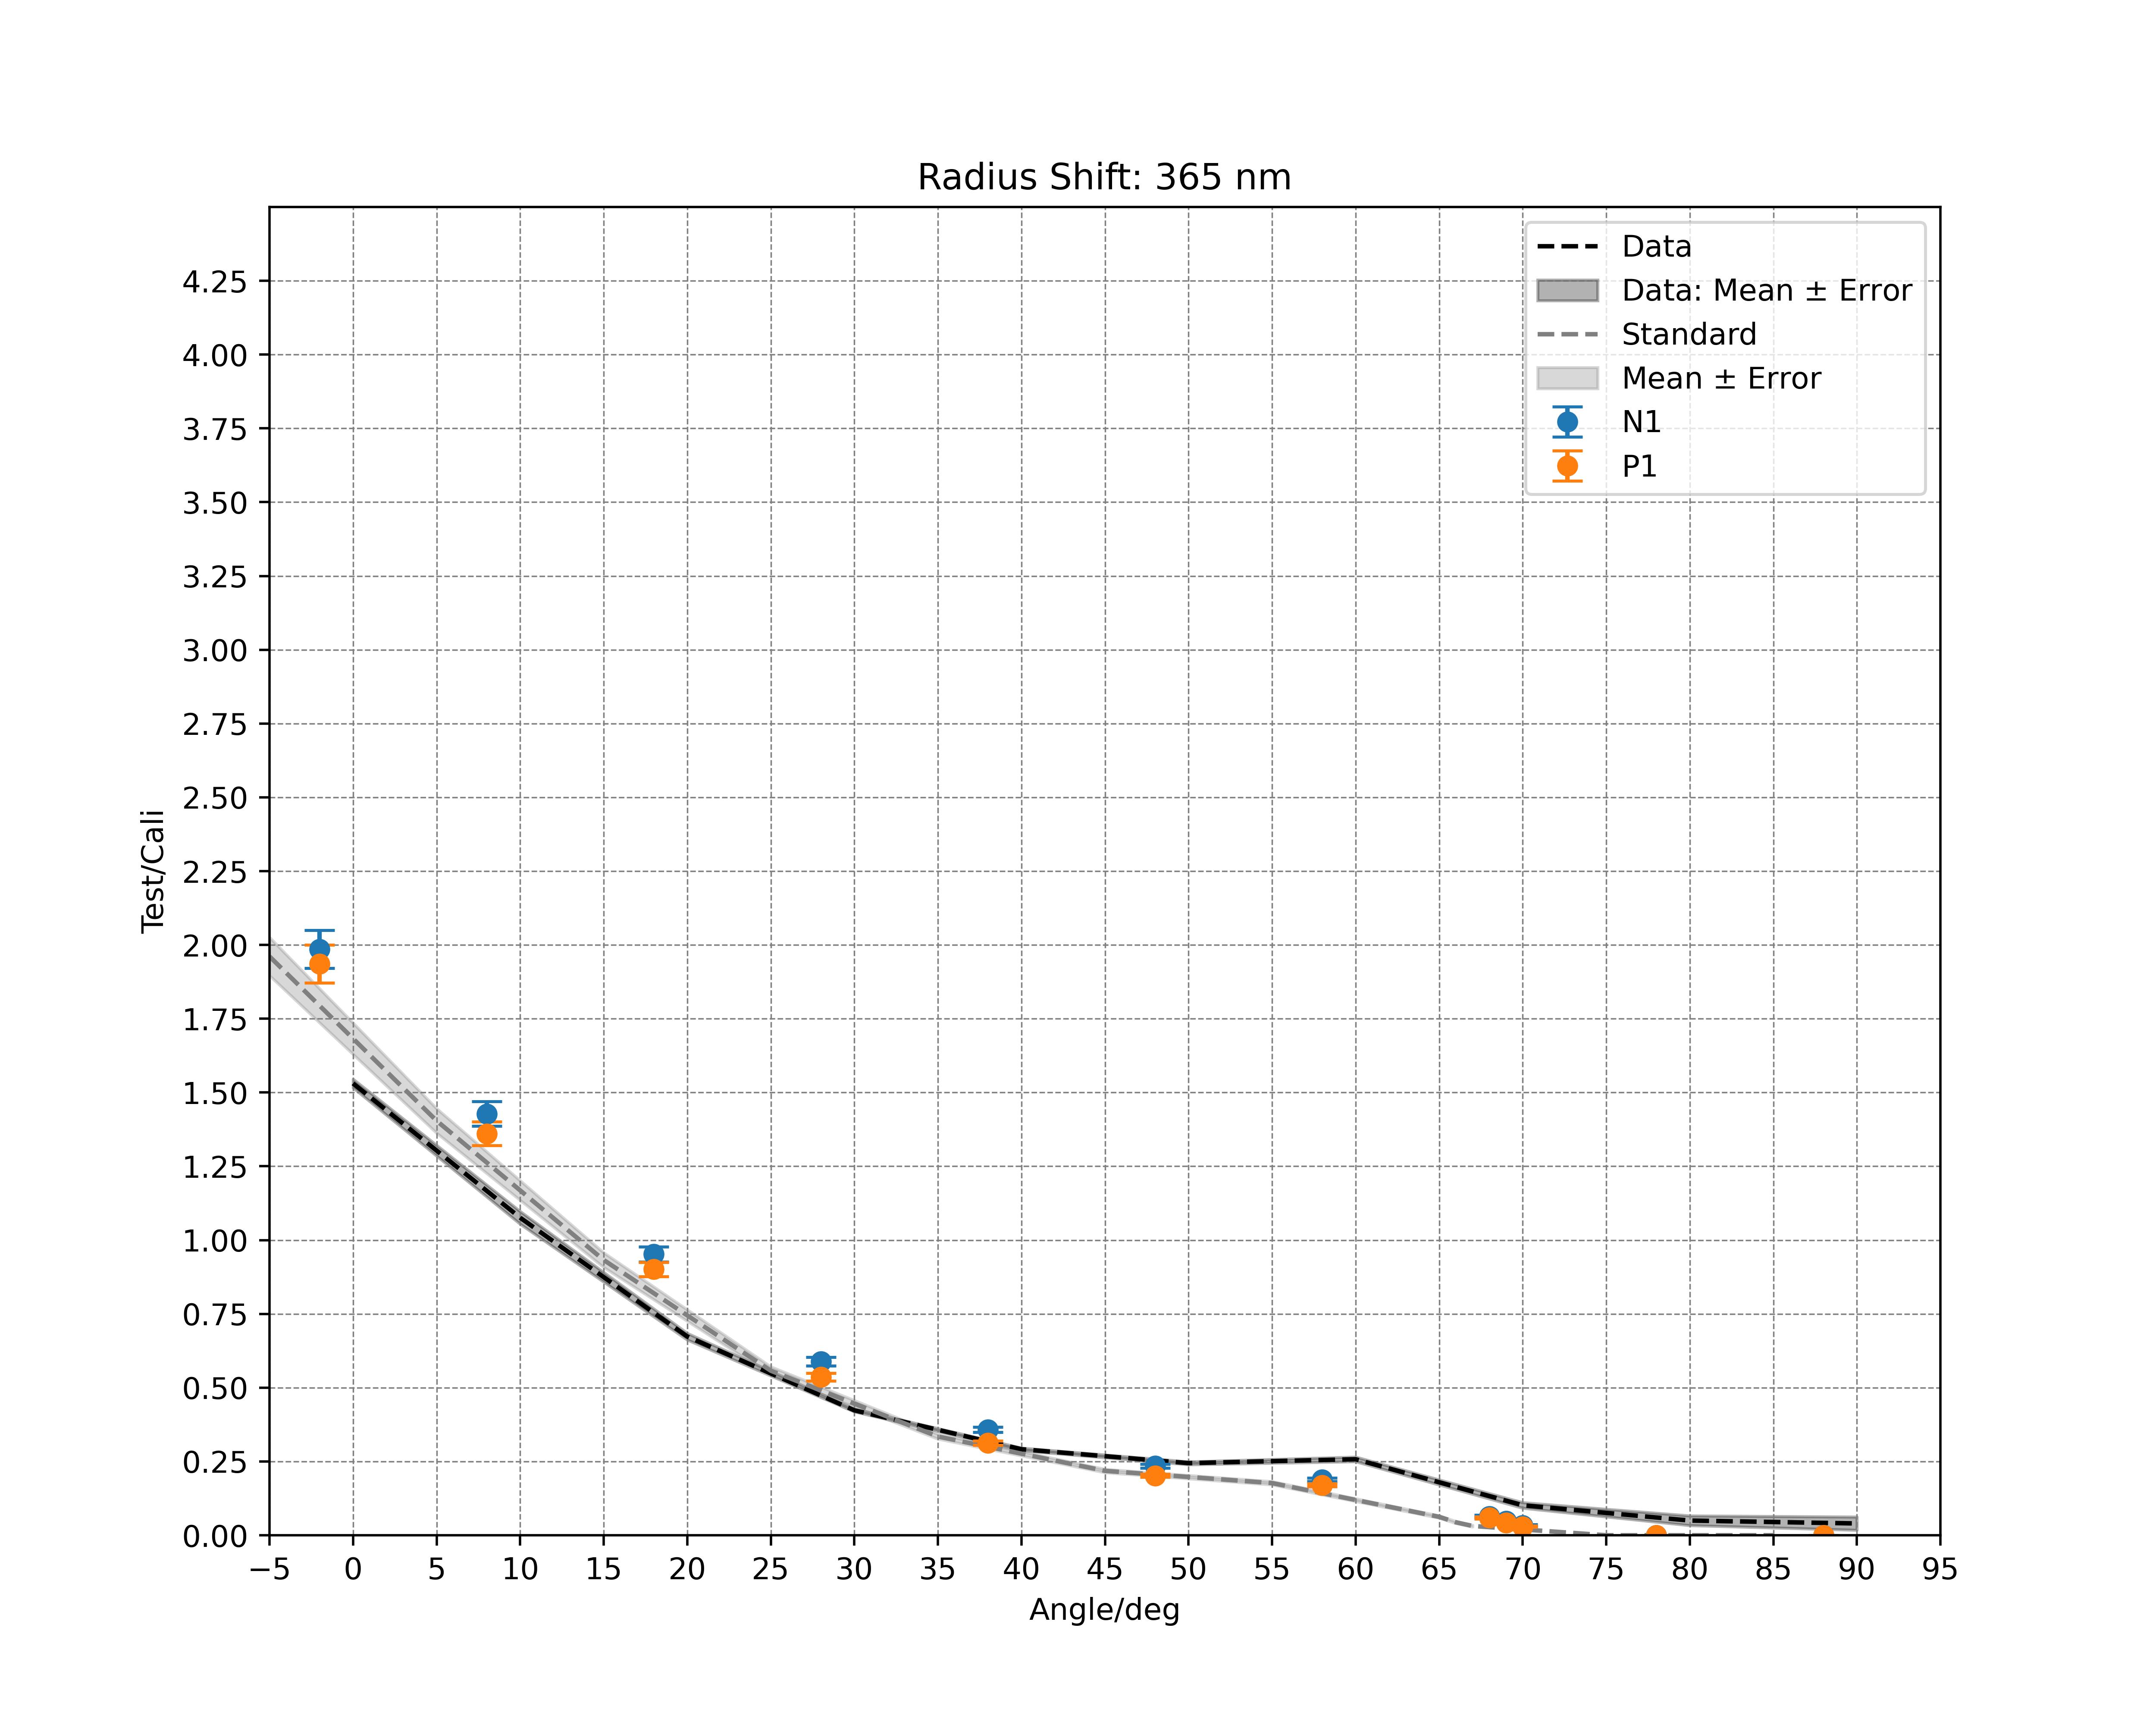 Radius Shift: 365 nm
Data
Data: Mean ± Error
Standard
Mean ± Error
N1
P1
4.25
4.00
3.75
3.50
3.25
3.00
2.75
2.50
2.25
2.00
1.75
1.50
1.25
1.00
0.75
0.50
0.25
0.00
Test/Cali
−5 0 5 10 15 20 25 30 35 40 45 50 55 60 65 70 75 80 85 90 95
Angle/deg